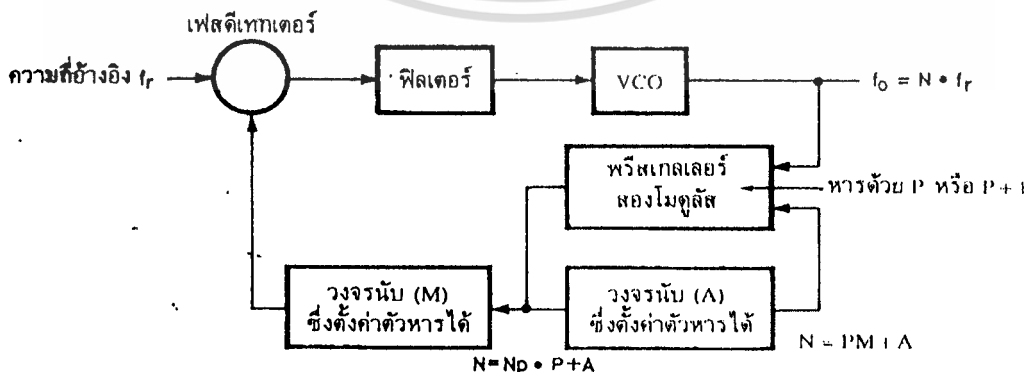 เฟสดีเทกเตอร์
ความถี่อ้างอิง fr
ฟิลเตอร์
VCO
fo = N • fr
พรีสเกลเลอร์
สองโมดูลัส
หารด้วย P หรือ P +
วงจรนับ (M)
ซึ่งตั้งค่าตัวหารได้
วงจรนับ (A)
ซึ่งตั้งค่าตัวหารได้
N = PM + A
N = Np • P + A